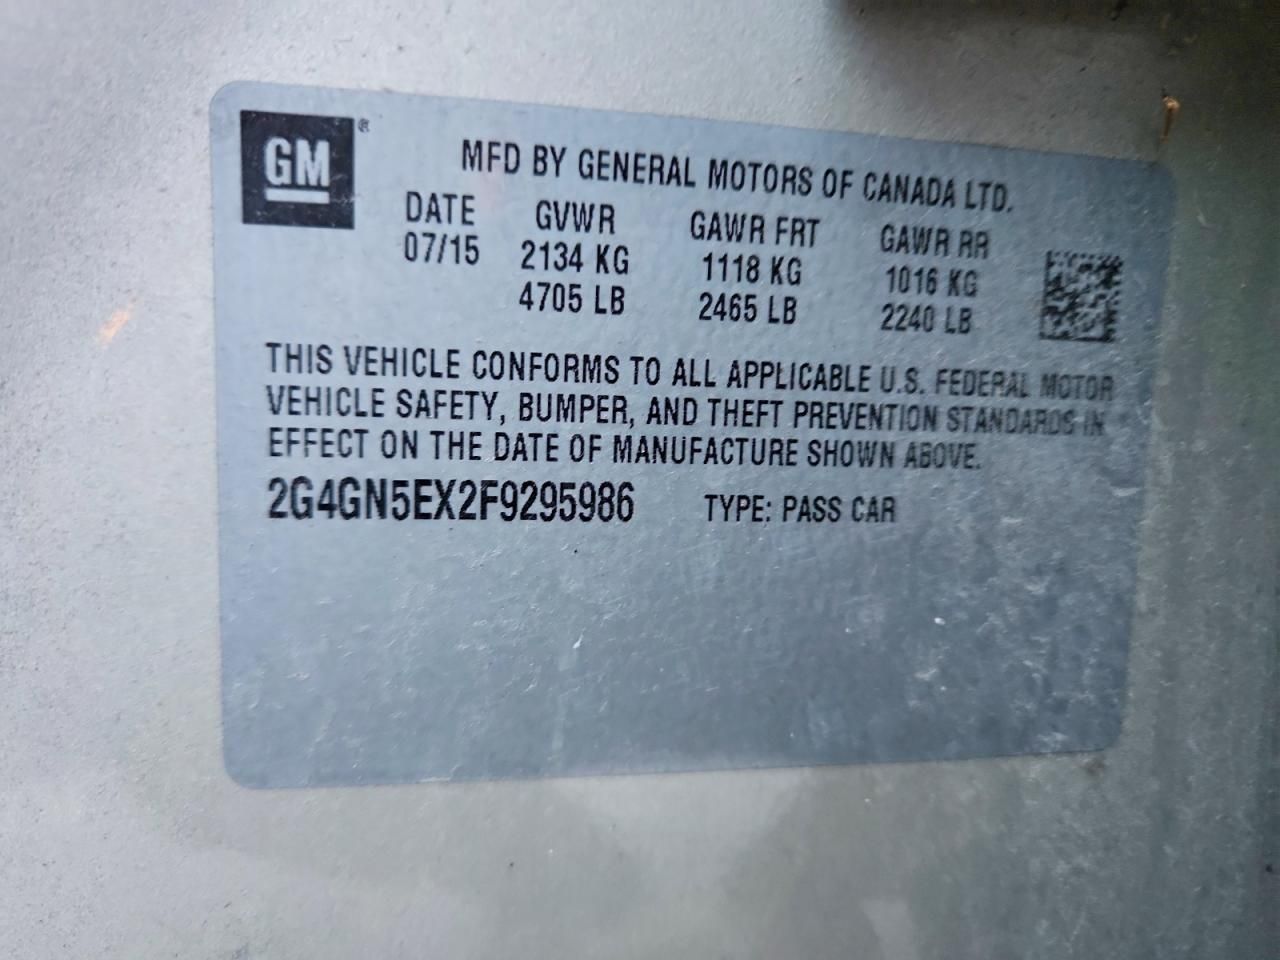 GM®
MFD BY GENERAL MOTORS OF CANADA LTD.
DATE GVWR GAWR FRT GAWR RR
07/15 2134 KG 1118 KG 1016 KG
4705 LB 2465 LB 2240 LB
THIS VEHICLE CONFORMS TO ALL APPLICABLE U.S. FEDERAL MOTOR
VEHICLE SAFETY, BUMPER, AND THEFT PREVENTION STANDARDS IN
EFFECT ON THE DATE OF MANUFACTURE SHOWN ABOVE.
2G4GN5EX2F9295986 TYPE: PASS CAR